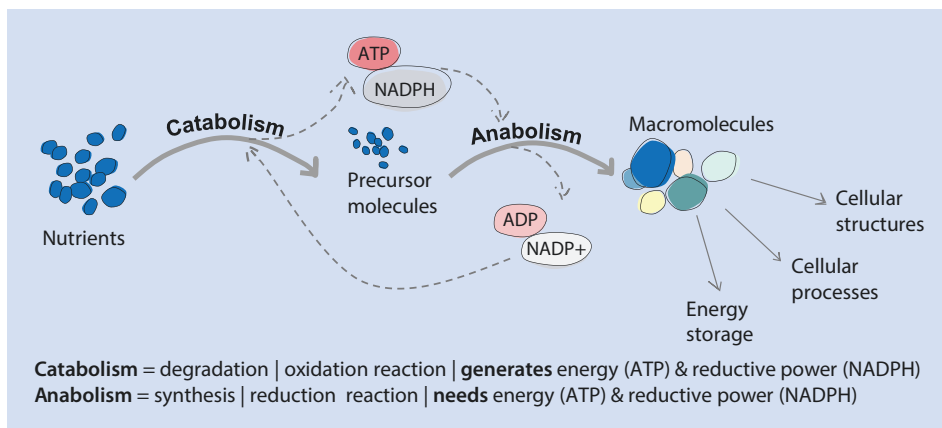 ATP
NADPH
Catabolism
Anabolism
Macromolecules
Nutrients
Precursor
molecules
ADP
NADP+
Cellular
structures
Cellular
processes
Energy
storage
Catabolism = degradation | oxidation reaction | generates energy (ATP) & reductive power (NADPH)
Anabolism = synthesis | reduction reaction | needs energy (ATP) & reductive power (NADPH)